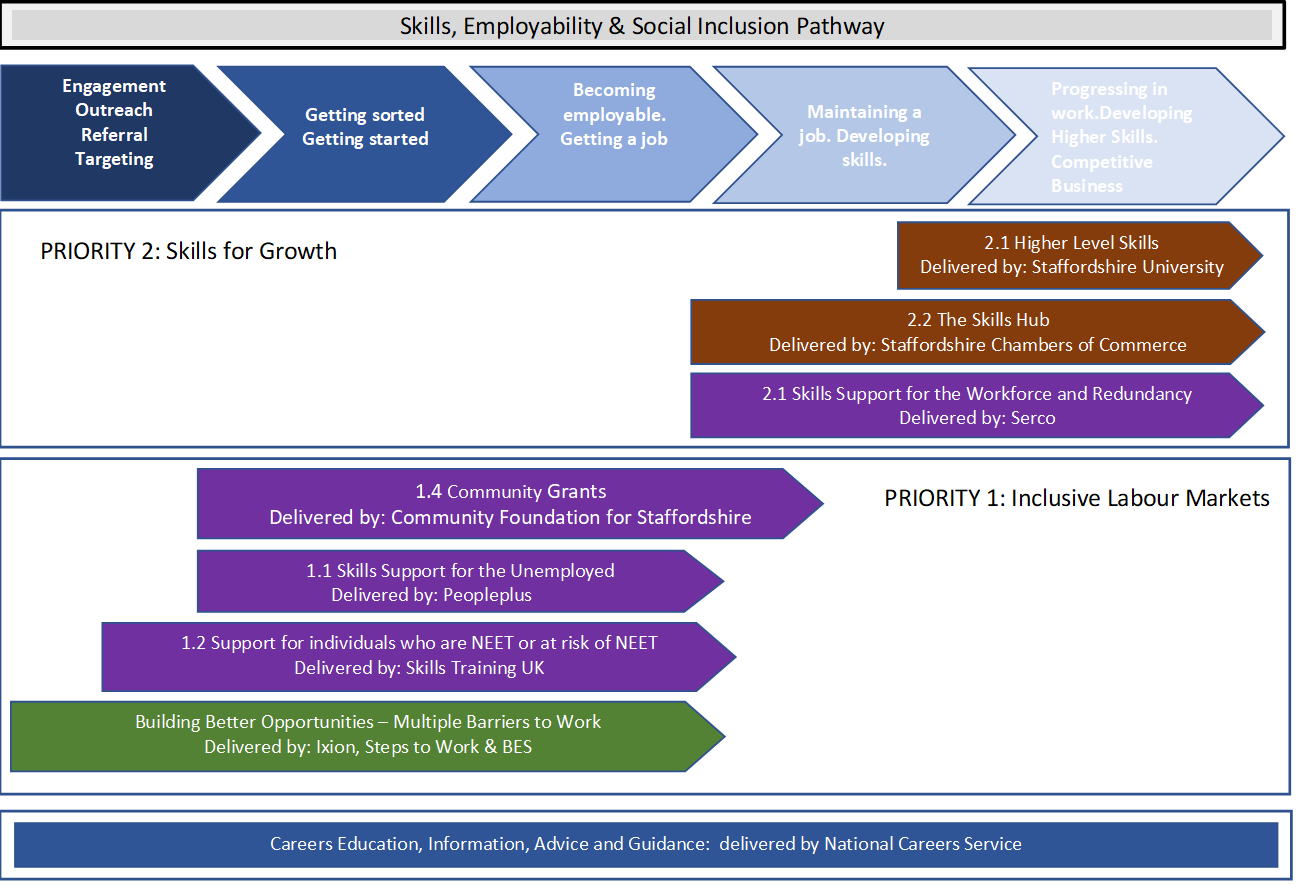 Skills, Employability & Social Inclusion Pathway
Engagement
Outreach
Referral
Targeting
Getting sorted
Getting started
Becoming
employable.
Getting a job
Maintaining a
job. Developing
skills.
Progressing in
work.Developing
Higher Skills.
Competitive
Business
PRIORITY 2: Skills for Growth
2.1 Higher Level Skills
Delivered by: Staffordshire University
2.2 The Skills Hub
Delivered by: Staffordshire Chambers of Commerce
2.1 Skills Support for the Workforce and Redundancy
Delivered by: Serco
PRIORITY 1: Inclusive Labour Markets
1.4 Community Grants
Delivered by: Community Foundation for Staffordshire
1.1 Skills Support for the Unemployed
Delivered by: Peopleplus
1.2 Support for individuals who are NEET or at risk of NEET
Delivered by: Skills Training UK
Building Better Opportunities – Multiple Barriers to Work
Delivered by: Ixion, Steps to Work & BES
Careers Education, Information, Advice and Guidance:  delivered by National Careers Service